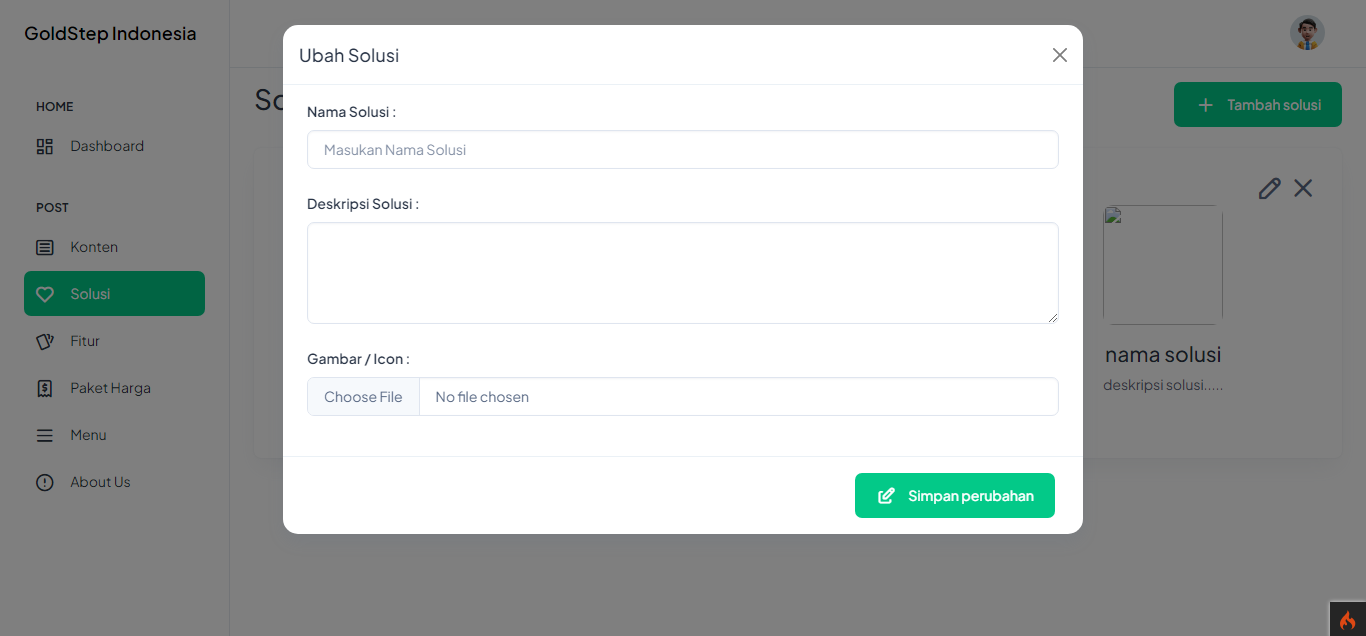 GoldStep Indonesia
HOME
Dashboard
POST
Konten
Solusi
Fitur
Paket Harga
Menu
About Us
So
Tambah solusi
nama solusi
deskripsi solusi.....
Ubah Solusi
Nama Solusi :
Masukan Nama Solusi
Deskripsi Solusi :
Gambar / Icon :
Choose File No file chosen
Simpan perubahan